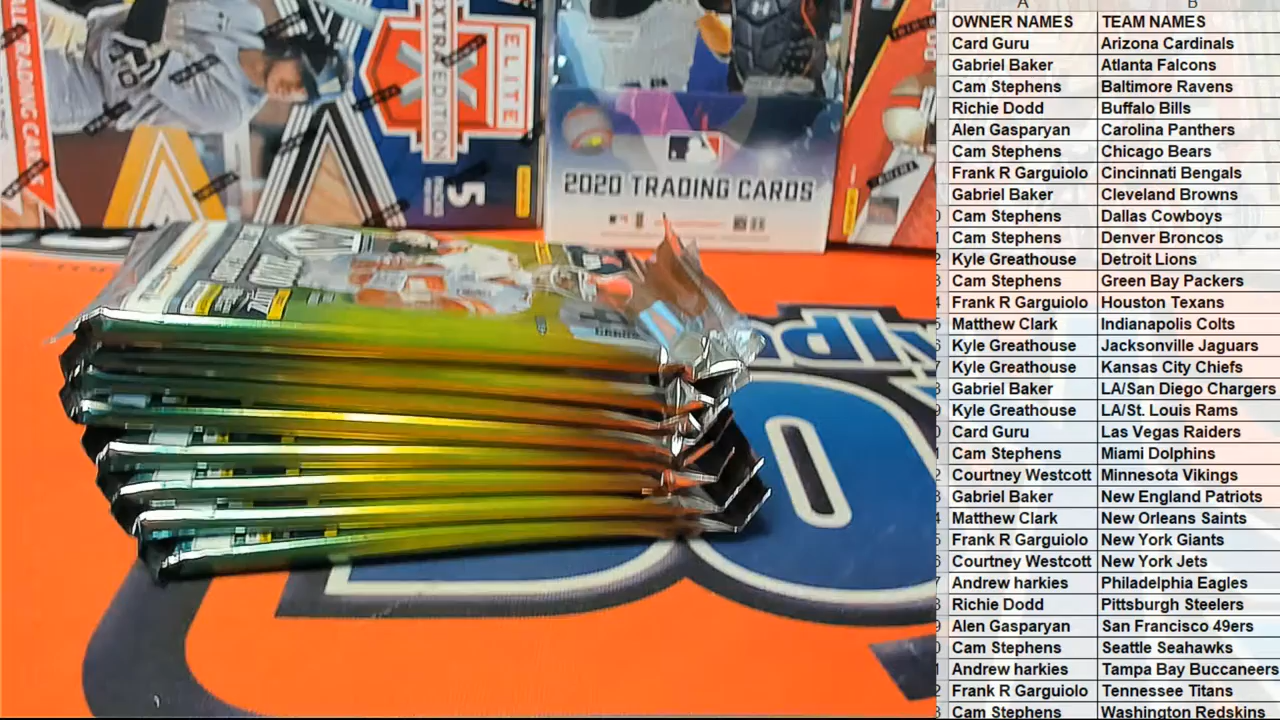 ELITE
EXTRA EDITION
X
5
2020 TRADING CARDS
A B
OWNER NAMES TEAM NAMES
Card Guru Arizona Cardinals
Gabriel Baker Atlanta Falcons
Cam Stephens Baltimore Ravens
Richie Dodd Buffalo Bills
Alen Gasparyan Carolina Panthers
Cam Stephens Chicago Bears
Frank R Garguiolo Cincinnati Bengals
Gabriel Baker Cleveland Browns
Cam Stephens Dallas Cowboys
Cam Stephens Denver Broncos
Kyle Greathouse Detroit Lions
Cam Stephens Green Bay Packers
Frank R Garguiolo Houston Texans
Matthew Clark Indianapolis Colts
Kyle Greathouse Jacksonville Jaguars
Kyle Greathouse Kansas City Chiefs
Gabriel Baker LA/San Diego Chargers
Kyle Greathouse LA/St. Louis Rams
Card Guru Las Vegas Raiders
Cam Stephens Miami Dolphins
Courtney Westcott Minnesota Vikings
Gabriel Baker New England Patriots
Matthew Clark New Orleans Saints
Frank R Garguiolo New York Giants
Courtney Westcott New York Jets
Andrew harkies Philadelphia Eagles
Richie Dodd Pittsburgh Steelers
Alen Gasparyan San Francisco 49ers
Cam Stephens Seattle Seahawks
Andrew harkies Tampa Bay Buccaneers
Frank R Garguiolo Tennessee Titans
Cam Stephens Washington Redskins